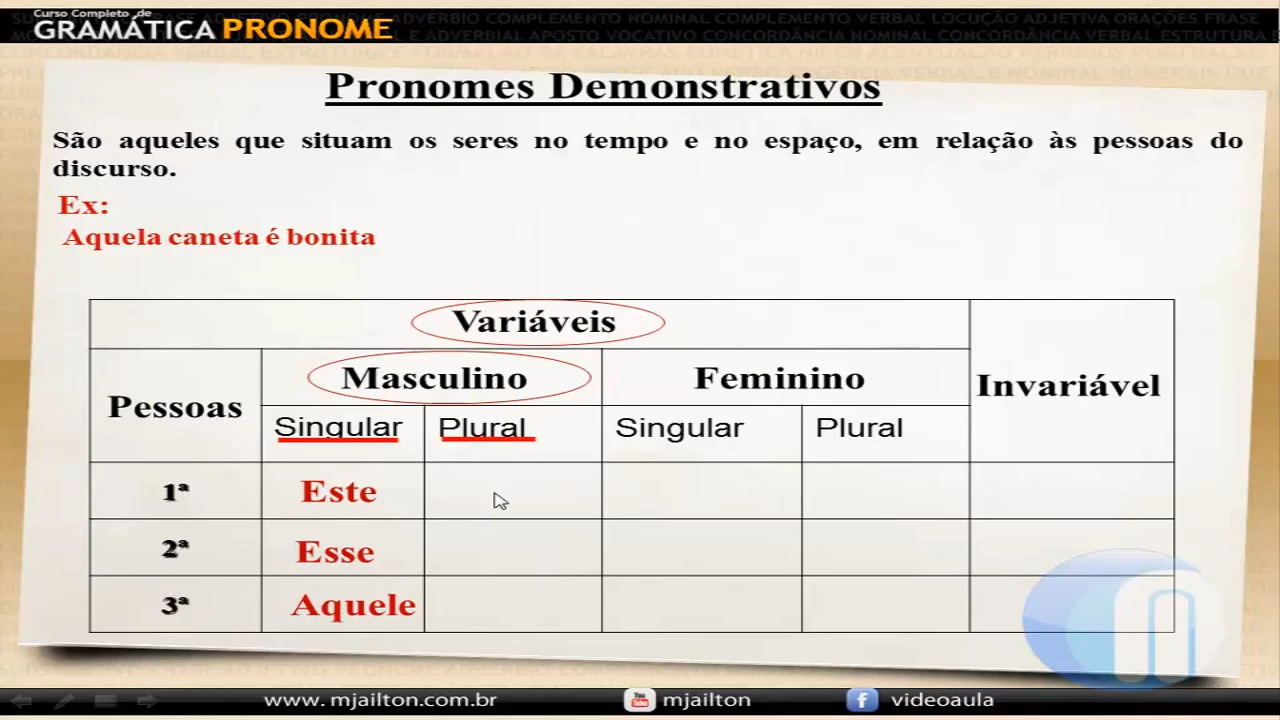 Curso Completo de
GRAMÁTICA PRONOME
Pronomes Demonstrativos
São aqueles que situam os seres no tempo e no espaço, em relação às pessoas do
discurso.
Ex:
Aquela caneta é bonita
Variáveis
Pessoas
Masculino
Feminino
Invariável
Singular
Plural
Singular
Plural
1ª
Este
2ª
Esse
3ª
Aquele
www.mjailton.com.br
You
mjailton
f
videoaula